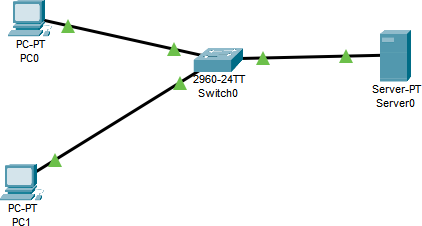 PC-PT
PC0
2960-24TT
Switch0
Server-PT
Server0
PC-PT
PC1